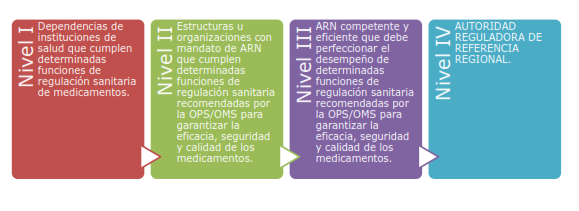 Nivel I
Dependencias de
instituciones de
salud que cumplen
determinadas
funciones de
regulación sanitaria
de medicamentos.
Nivel II
Estructuras u
organizaciones con
mandato de ARN
que cumplen
determinadas
funciones de
regulación sanitaria
recomendadas por
la OPS/OMS para
garantizar la
eficacia, seguridad
y calidad de los
medicamentos.
Nivel III
ARN competente y
eficiente que debe
perfeccionar el
desempeño de
determinadas
funciones de
regulación sanitaria
recomendadas por
la OPS/OMS para
garantizar la
eficacia, seguridad
y calidad de los
medicamentos.
Nivel IV
AUTORIDAD
REGULADORA DE
REFERENCIA
REGIONAL.